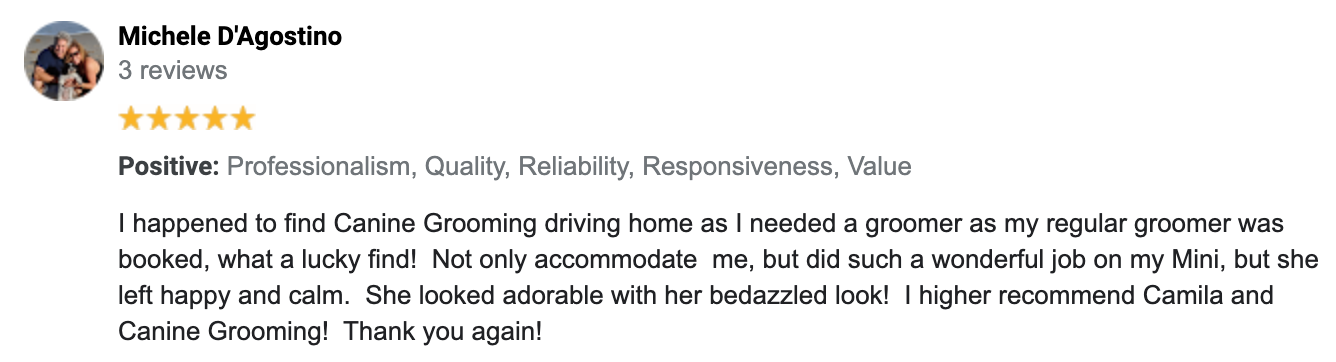 Michele D'Agostino
3 reviews
Positive: Professionalism, Quality, Reliability, Responsiveness, Value
I happened to find Canine Grooming driving home as I needed a groomer as my regular groomer was
booked, what a lucky find!  Not only accommodate  me, but did such a wonderful job on my Mini, but she
left happy and calm.  She looked adorable with her bedazzled look!  I higher recommend Camila and
Canine Grooming!  Thank you again!